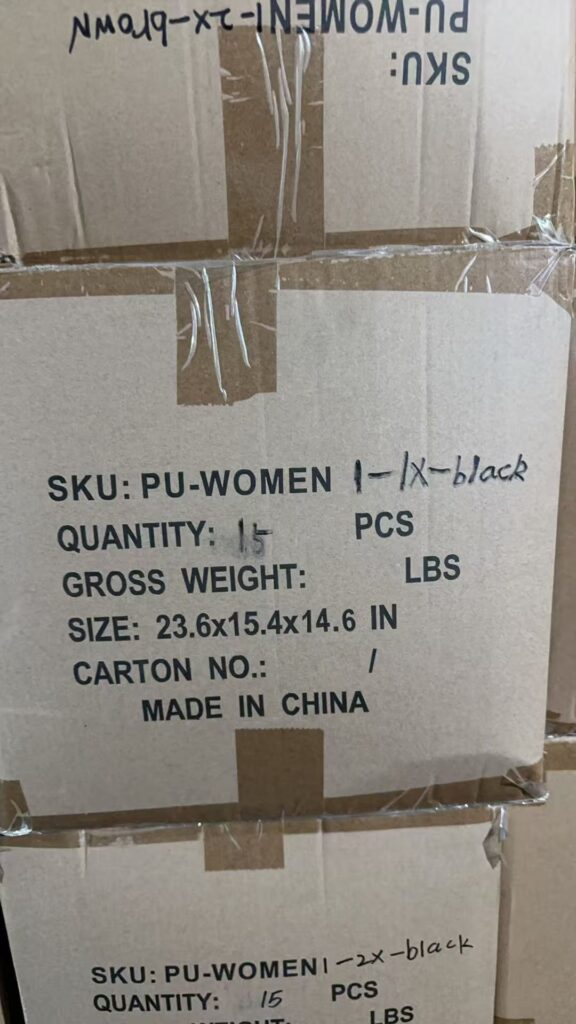 SKU:
PU-WOMEN1-2X-brown
SKU: PU-WOMEN 1-1X-black
QUANTITY: 15 PCS
GROSS WEIGHT: LBS
SIZE: 23.6x15.4x14.6 IN
CARTON NO.: /
MADE IN CHINA
SKU: PU-WOMEN1-2X-black
QUANTITY: 15 PCS
WEIGHT: LBS